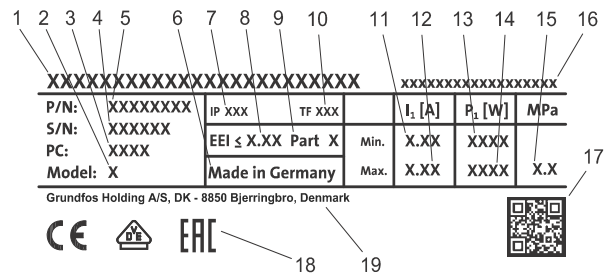 1 2 3 4 5 6 7 8 9 10 11 12 13 14 15 16
XXXXXXXXXXXXXXXXXXXXXXXX xxxxxxxxxxxxxxxxxx
P/N: XXXXXXXX IP XXX TF XXX I₁ [A] P₁ [W] MPa
S/N: XXXXXX EEI ≤ X.XX Part X Min. X.XX XXXX
PC: XXXX
Model: X Made in Germany Max. X.XX XXXX X.X
17
Grundfos Holding A/S, DK - 8850 Bjerringbro, Denmark
CE DVE EAC
18 19